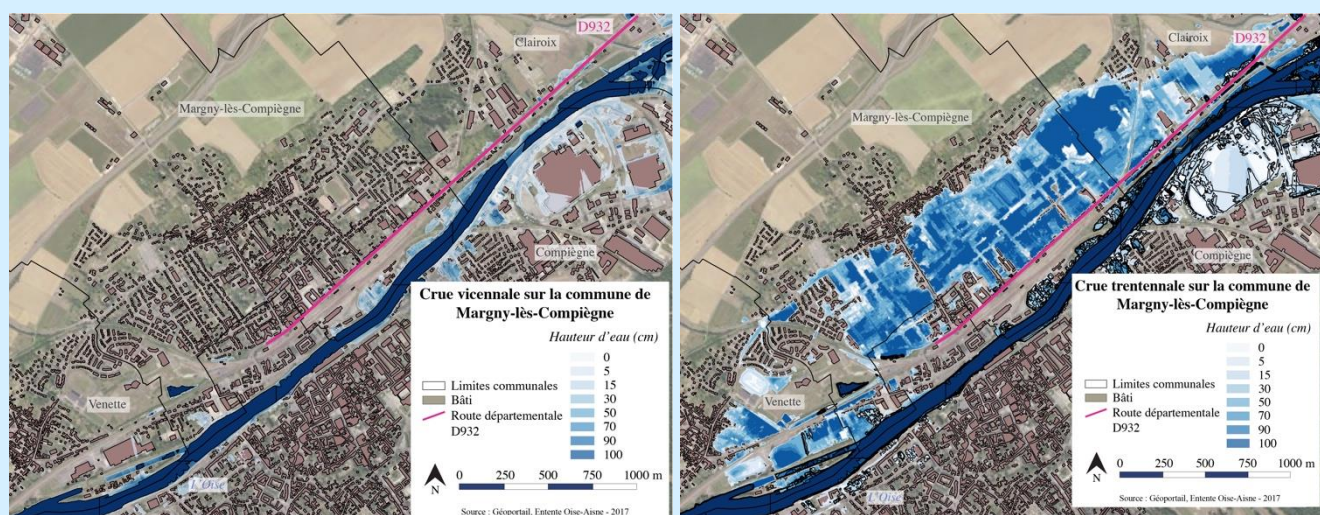 D932
Clairoix
Margny-lès-Compiègne
Compiègne
Venette
L'Oise
Crue vicennale sur la commune de
Margny-lès-Compiègne
Hauteur d'eau (cm)
0
5
15
30
50
70
90
100
Limites communales
Bâti
Route départementale
D932
N
0 250 500 750 1000 m
Source : Géoportail, Entente Oise-Aisne - 2017
Clairoix
D932
Margny-lès-Compiègne
Compiègne
Venette
L'Oise
Crue trentennale sur la commune de
Margny-lès-Compiègne
Hauteur d'eau (cm)
0
5
15
30
50
70
90
100
Limites communales
Bâti
Route départementale
D932
N
0 250 500 750 1000 m
Source : Géoportail, Entente Oise-Aisne - 2017